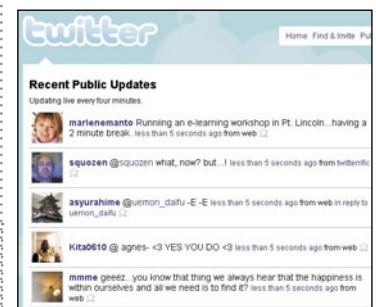 twitter
Home Find & Invite Pu
Recent Public Updates
Updating live every four minutes.
marlenemanto Running an e-learning workshop in Pt. Lincoln...having a
2 minute break. less than 5 seconds ago from web
squozen @squozen what, now? but...! less than 5 seconds ago from twitterrific
asyurahime @uemon_daifu -E -E less than 5 seconds ago from web in reply to
uemon_daifu
Kita0610 @ agnes- <3 YES YOU DO <3 less than 5 seconds ago from web
mmme geeez...you know that thing we always hear that the happiness is
within ourselves and all we need is to find it? less than 5 seconds ago from
web